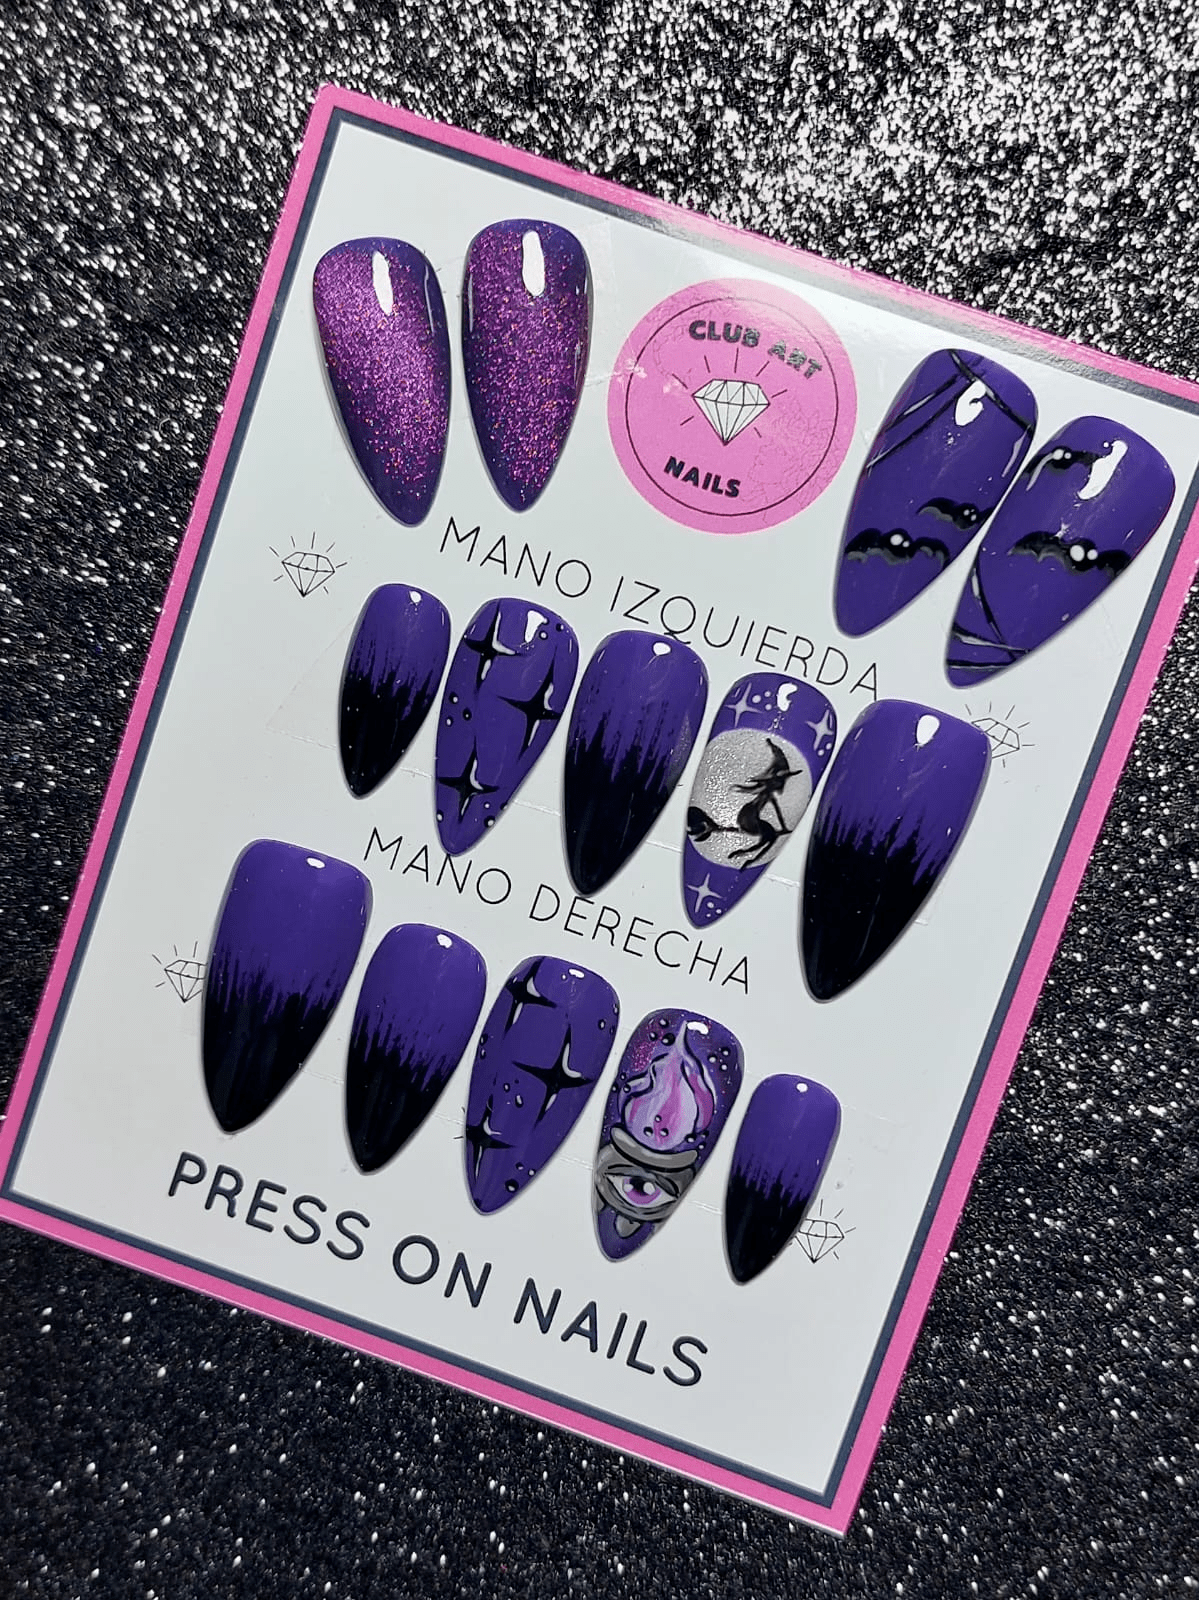 CLUB ART
NAILS
MANO IZQUIERDA
MANO DERECHA
PRESS ON NAILS